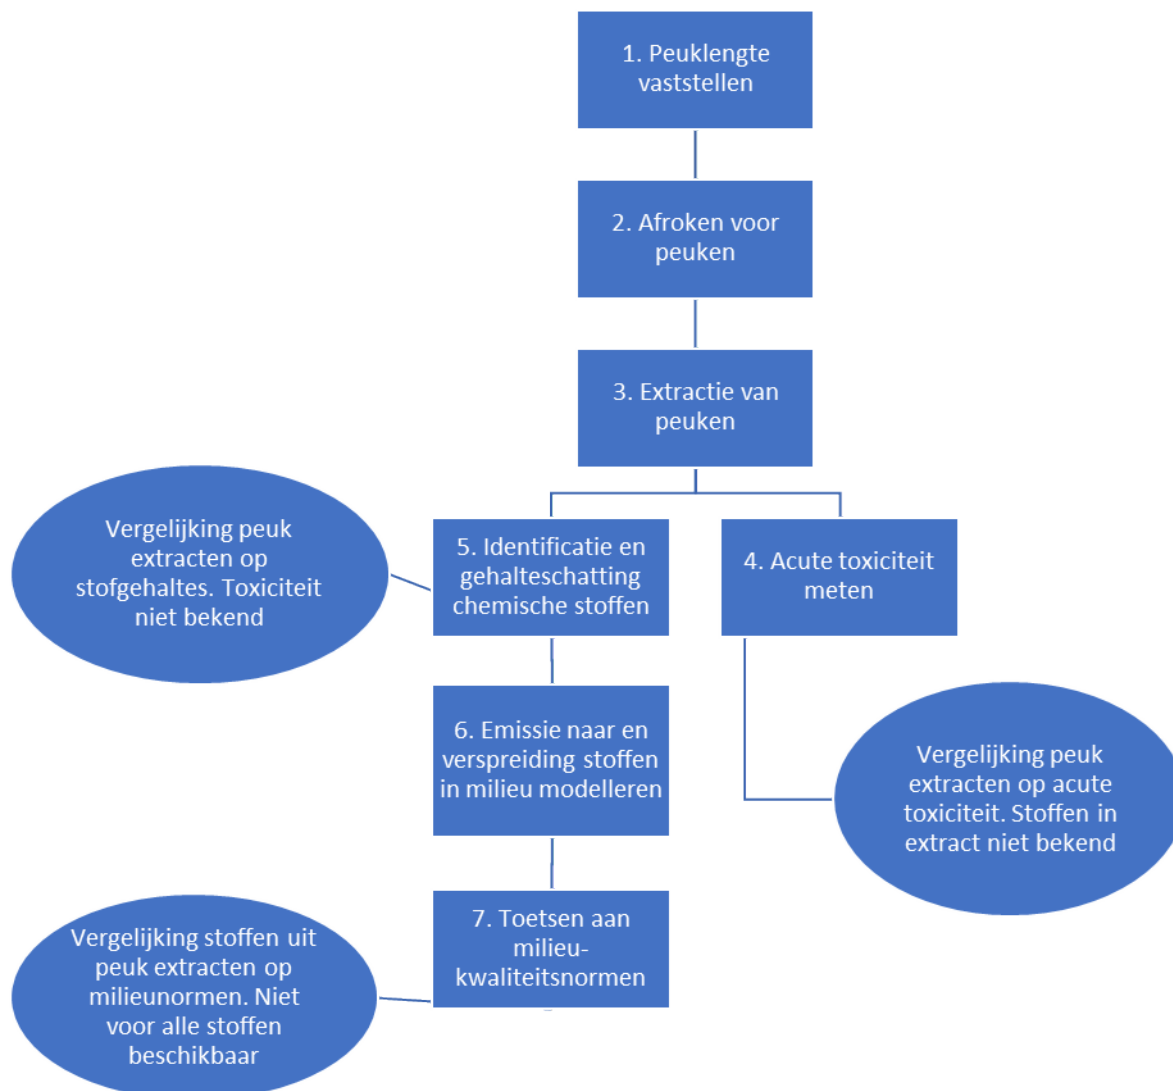 1. Peuklengte
vaststellen
2. Afroken voor
peuken
3. Extractie van
peuken
Vergelijking peuk
extracten op
stofgehaltes. Toxiciteit
niet bekend
5. Identificatie en
gehalteschatting
chemische stoffen
4. Acute toxiciteit
meten
6. Emissie naar en
verspreiding stoffen
in milieu modelleren
Vergelijking peuk
extracten op acute
toxiciteit. Stoffen in
extract niet bekend
7. Toetsen aan
milieu-
kwaliteitsnormen
Vergelijking stoffen uit
peuk extracten op
milieunormen. Niet
voor alle stoffen
beschikbaar